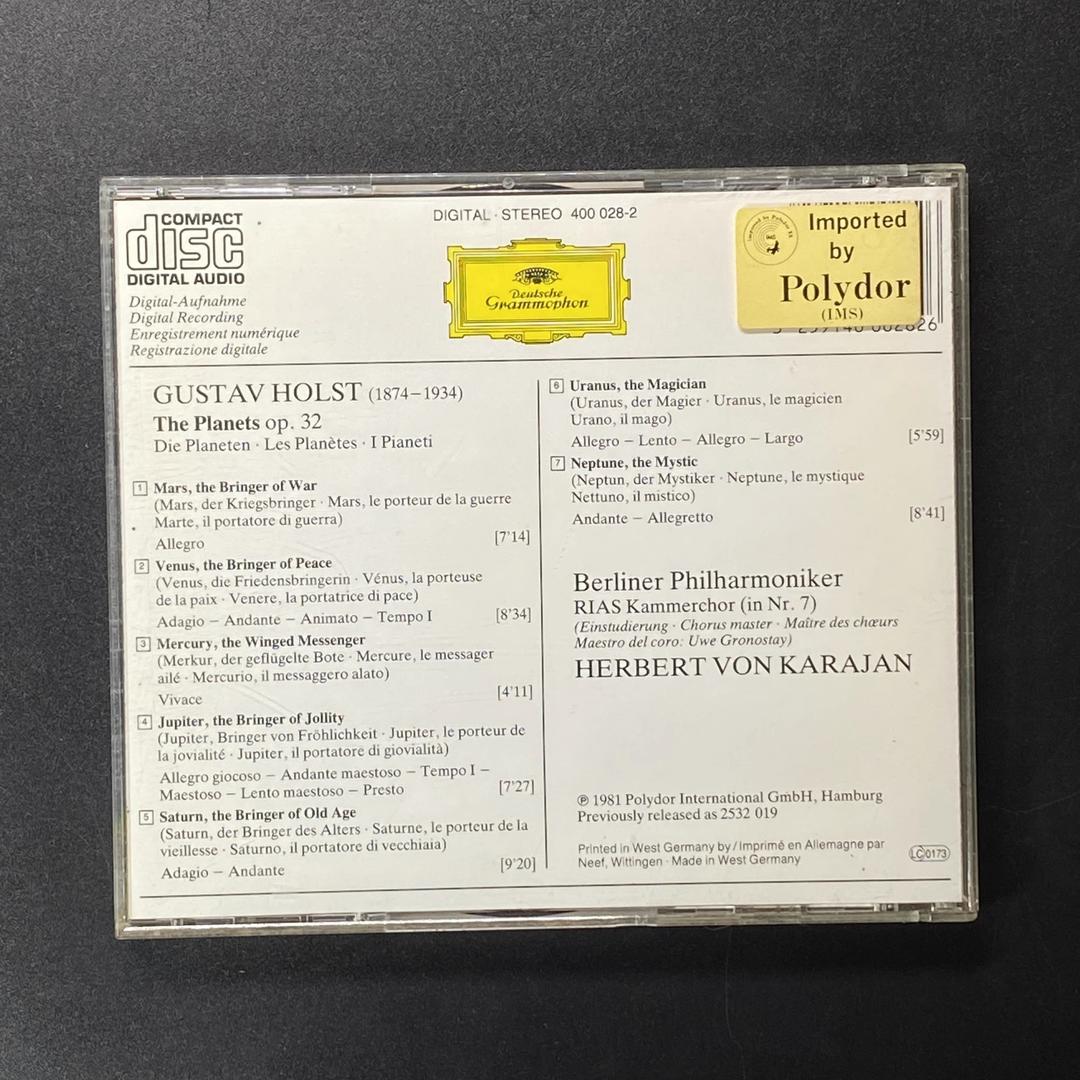 COMPACT
disc
DIGITAL AUDIO
Digital-Aufnahme
Digital Recording
Enregistrement numérique
Registrazione digitale
DIGITAL · STEREO 400 028-2
Deutsche
Grammophon
Imported
by
Polydor
(IMS)
GUSTAV HOLST (1874–1934)
The Planets op. 32
Die Planeten · Les Planètes · I Pianeti
1 Mars, the Bringer of War
(Mars, der Kriegsbringer · Mars, le porteur de la guerre
Marte, il portatore di guerra)
Allegro [7'14]
2 Venus, the Bringer of Peace
(Venus, die Friedensbringerin · Vénus, la porteuse
de la paix · Venere, la portatrice di pace)
Adagio – Andante – Animato – Tempo I [8'34]
3 Mercury, the Winged Messenger
(Merkur, der geflügelte Bote · Mercure, le messager
ailé · Mercurio, il messaggero alato)
Vivace [4'11]
4 Jupiter, the Bringer of Jollity
(Jupiter, Bringer von Fröhlichkeit · Jupiter, le porteur de
la jovialité · Jupiter, il portatore di giovialità)
Allegro giocoso – Andante maestoso – Tempo I –
Maestoso – Lento maestoso – Presto [7'27]
5 Saturn, the Bringer of Old Age
(Saturn, der Bringer des Alters · Saturne, le porteur de la
vieillesse · Saturno, il portatore di vecchiaia)
Adagio – Andante [9'20]
6 Uranus, the Magician
(Uranus, der Magier · Uranus, le magicien
Urano, il mago)
Allegro – Lento – Allegro – Largo [5'59]
7 Neptune, the Mystic
(Neptun, der Mystiker · Neptune, le mystique
Nettuno, il mistico)
Andante – Allegretto [8'41]
Berliner Philharmoniker
RIAS Kammerchor (in Nr. 7)
(Einstudierung · Chorus master · Maître des chœurs
Maestro del coro: Uwe Gronostay)
HERBERT VON KARAJAN
℗ 1981 Polydor International GmbH, Hamburg
Previously released as 2532 019
Printed in West Germany by / Imprimé en Allemagne par
Neef, Wittingen · Made in West Germany
LC 0173